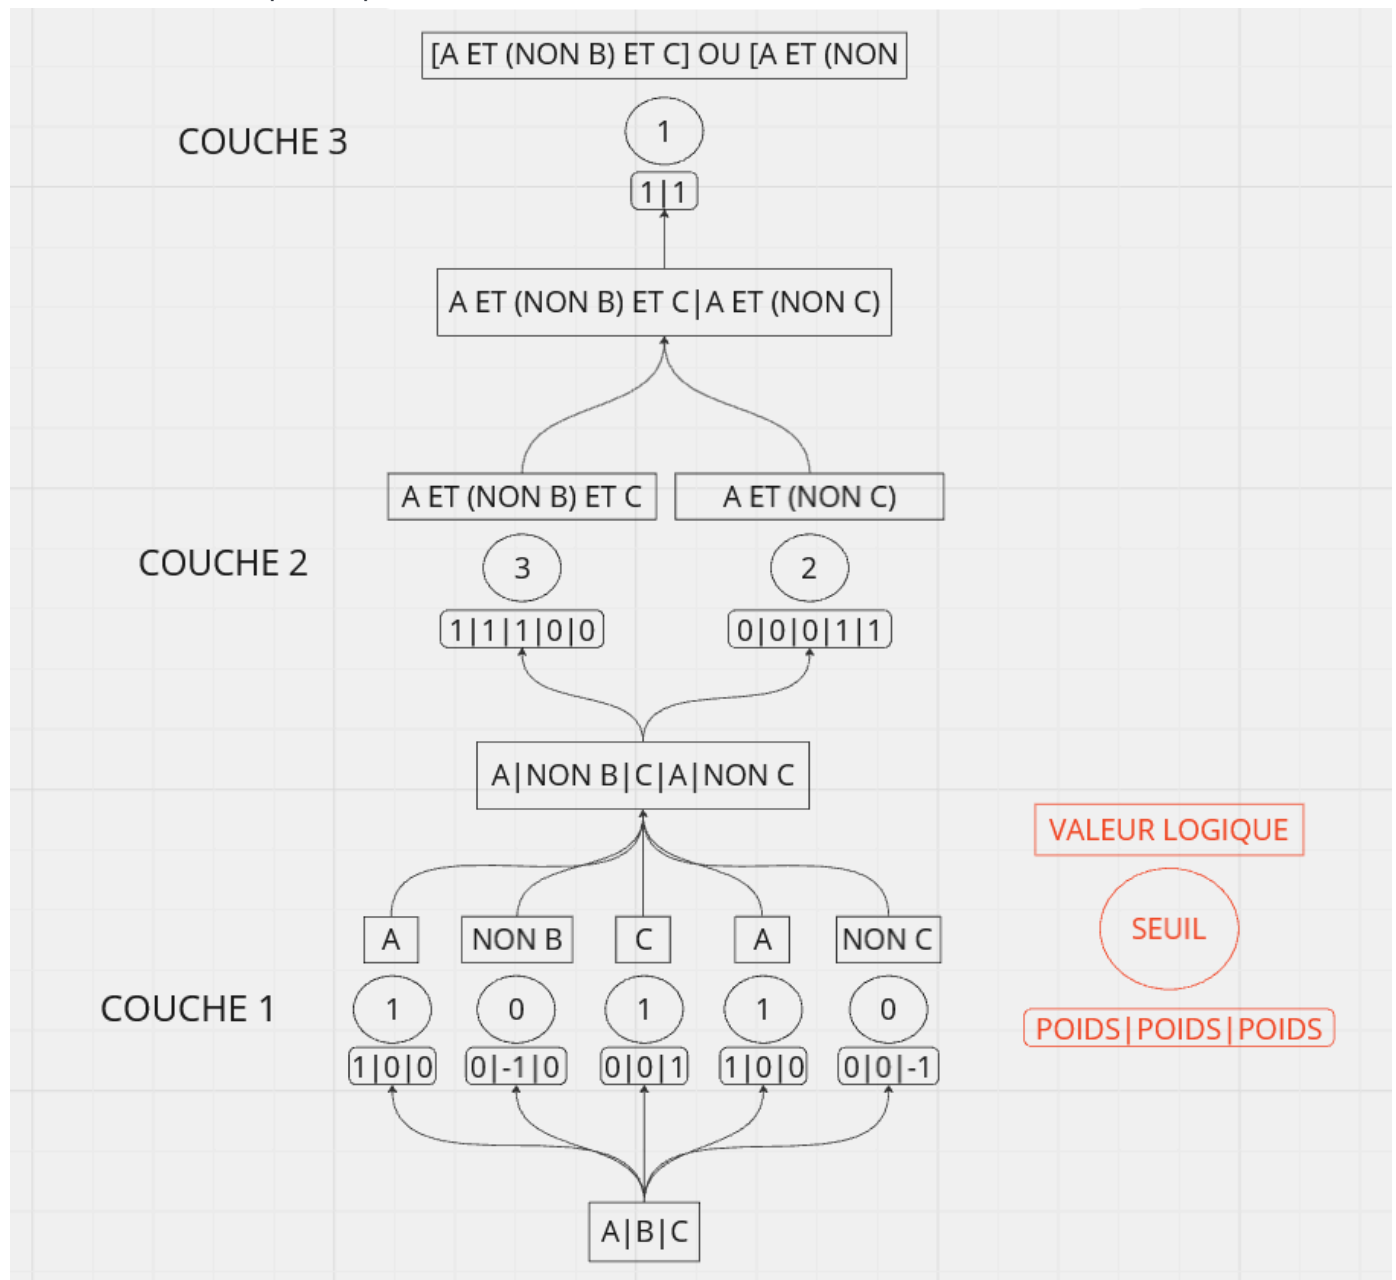 [A ET (NON B) ET C] OU [A ET (NON
COUCHE 3
1
1|1
A ET (NON B) ET C|A ET (NON C)
A ET (NON B) ET C
A ET (NON C)
COUCHE 2
3
2
1|1|1|0|0
0|0|0|1|1
A|NON B|C|A|NON C
VALEUR LOGIQUE
SEUIL
POIDS|POIDS|POIDS
A
NON B
C
A
NON C
COUCHE 1
1
0
1
1
0
1|0|0
0|-1|0
0|0|1
1|0|0
0|0|-1
A|B|C